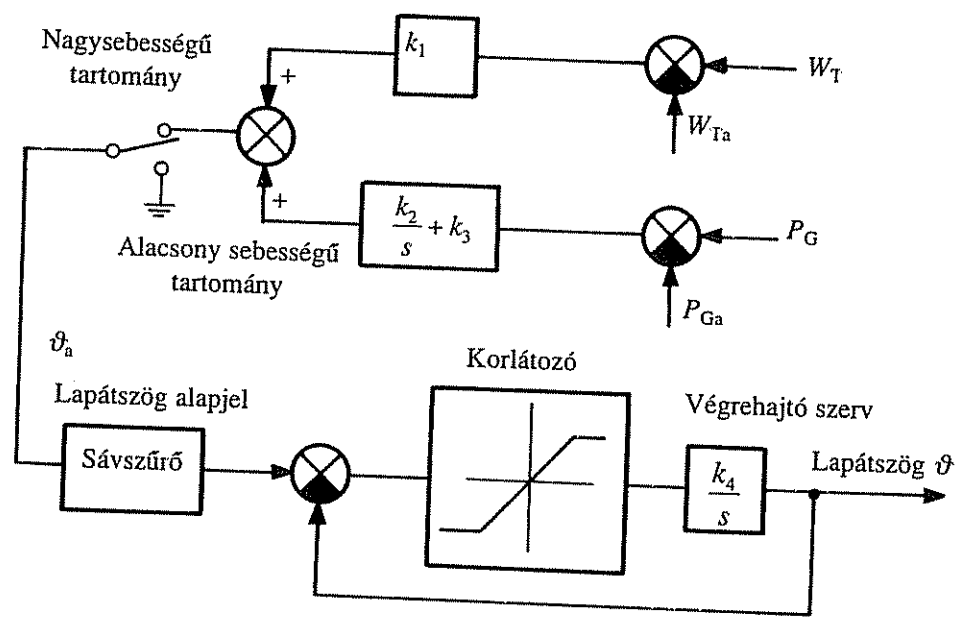 Nagysebességű
tartomány
k₁
W_T
+
W_Ta
+
k₂
s
+ k₃
P_G
Alacsony sebességű
tartomány
P_Ga
ϑ_a
Korlátozó
Lapátszög alapjel
Végrehajtó szerv
Sávszűrő
k₄
s
Lapátszög ϑ